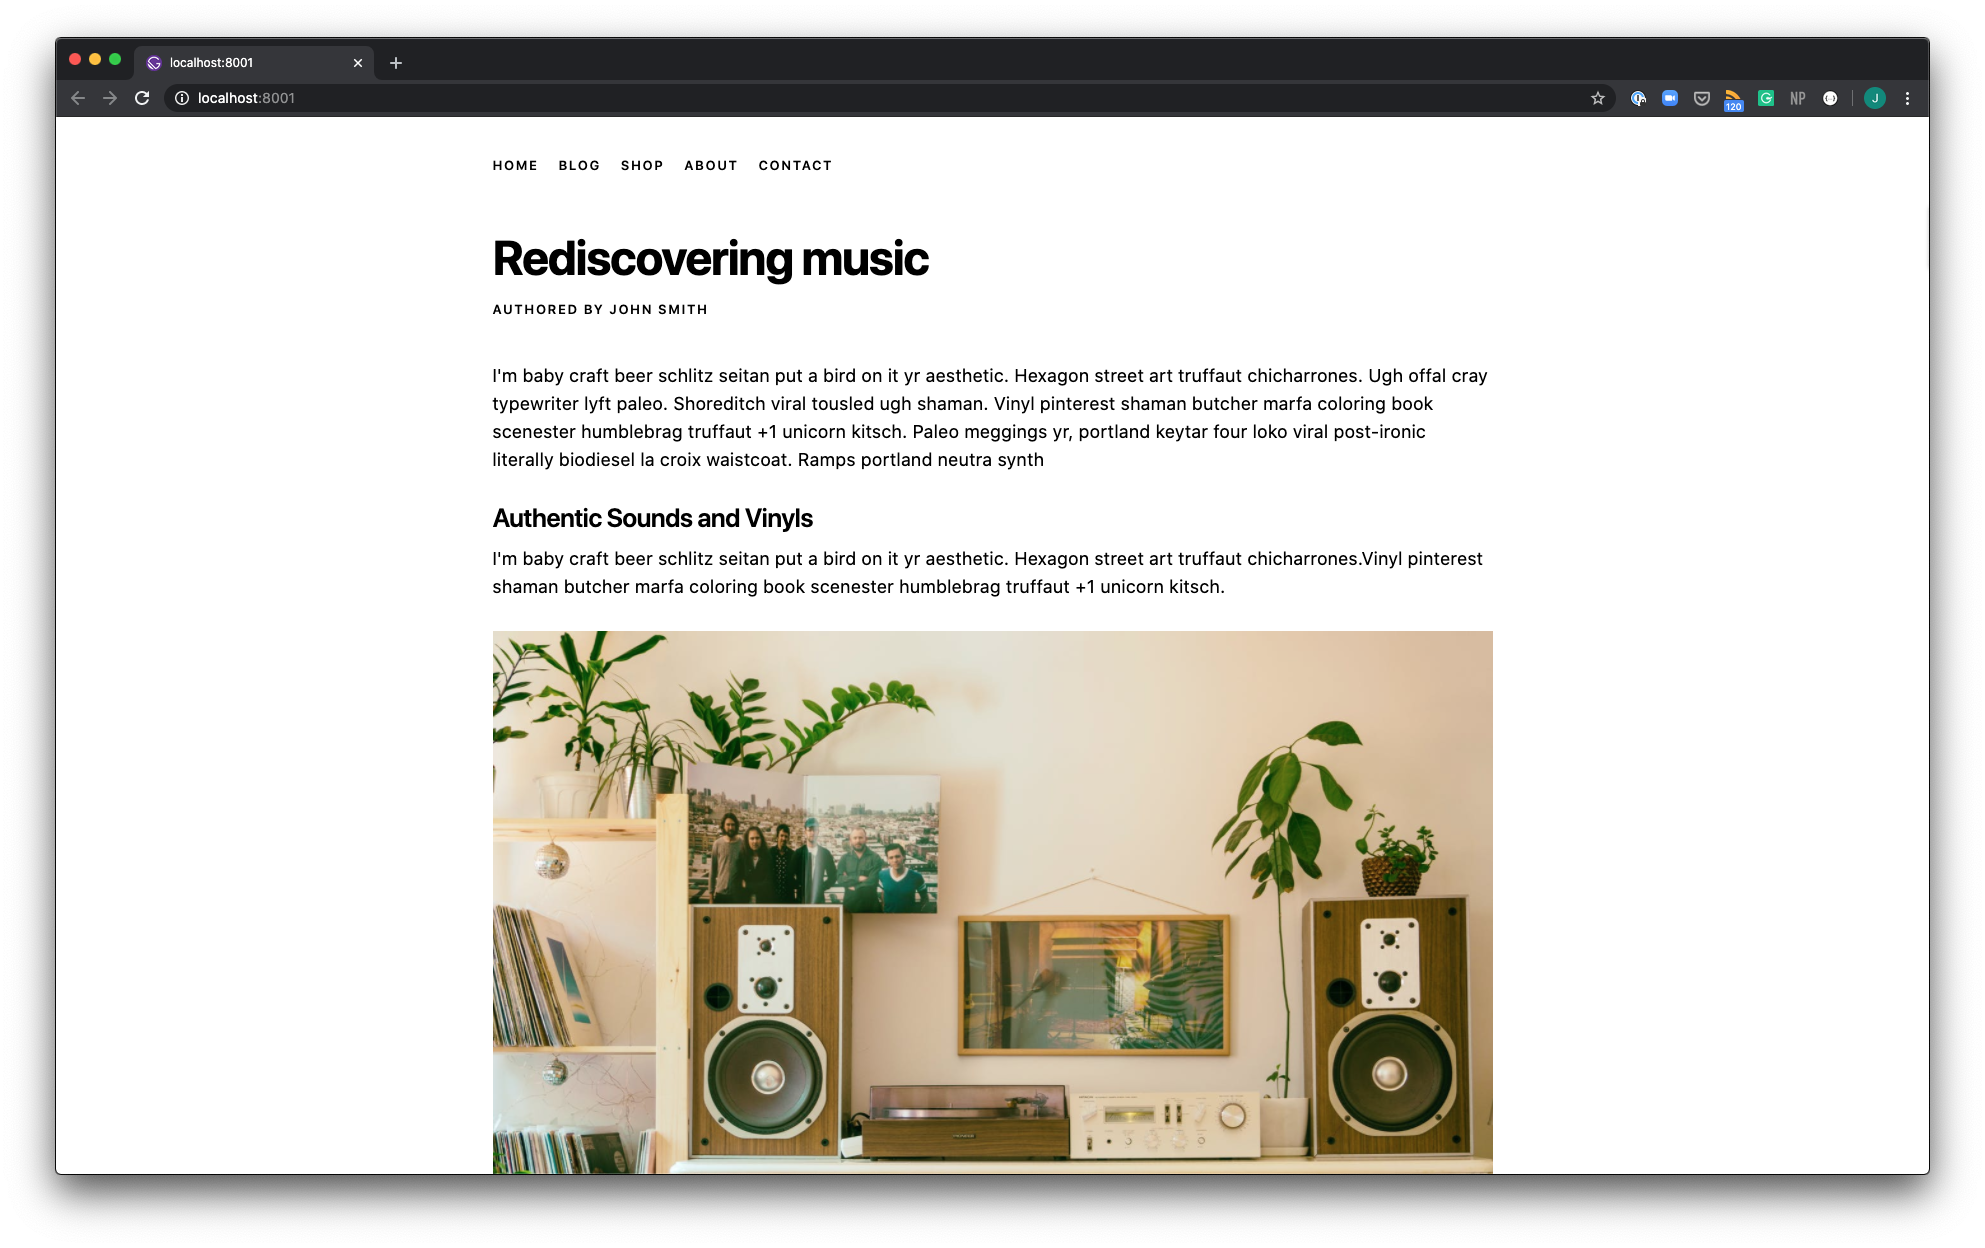 localhost:8001
localhost:8001
120
NP
J
HOME BLOG SHOP ABOUT CONTACT
Rediscovering music
AUTHORED BY JOHN SMITH
I'm baby craft beer schlitz seitan put a bird on it yr aesthetic. Hexagon street art truffaut chicharrones. Ugh offal cray
typewriter lyft paleo. Shoreditch viral tousled ugh shaman. Vinyl pinterest shaman butcher marfa coloring book
scenester humblebrag truffaut +1 unicorn kitsch. Paleo meggings yr, portland keytar four loko viral post-ironic
literally biodiesel la croix waistcoat. Ramps portland neutra synth
Authentic Sounds and Vinyls
I'm baby craft beer schlitz seitan put a bird on it yr aesthetic. Hexagon street art truffaut chicharrones.Vinyl pinterest
shaman butcher marfa coloring book scenester humblebrag truffaut +1 unicorn kitsch.